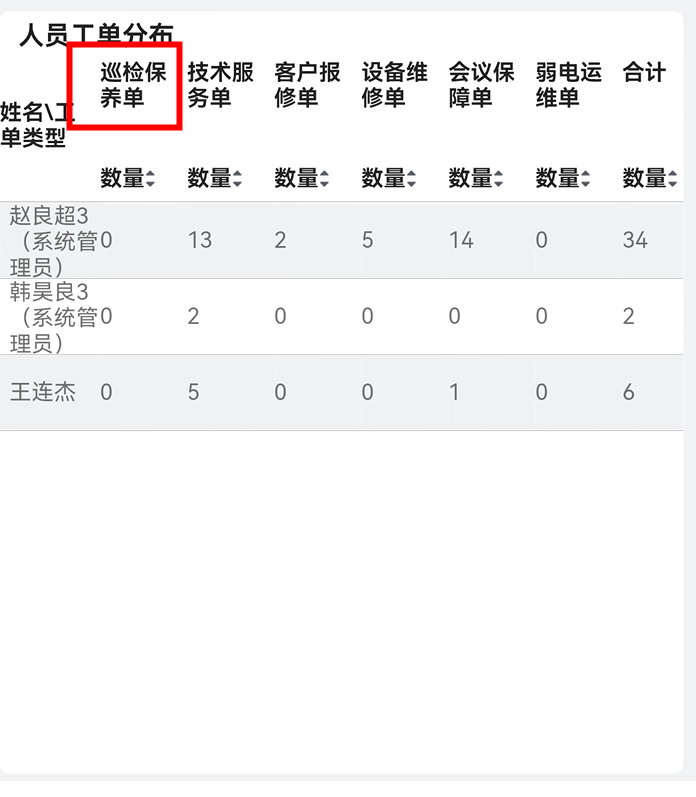 人员工单分布
巡检保 技术服 客户报 设备维 会议保 弱电运 合计
养单 务单 修单 修单 障单 维单
姓名\工
单类型
数量 数量 数量 数量 数量 数量 数量
赵良超3
（系统管 0 13 2 5 14 0 34
理员）
韩昊良3
（系统管 0 2 0 0 0 0 2
理员）
王连杰 0 5 0 0 1 0 6